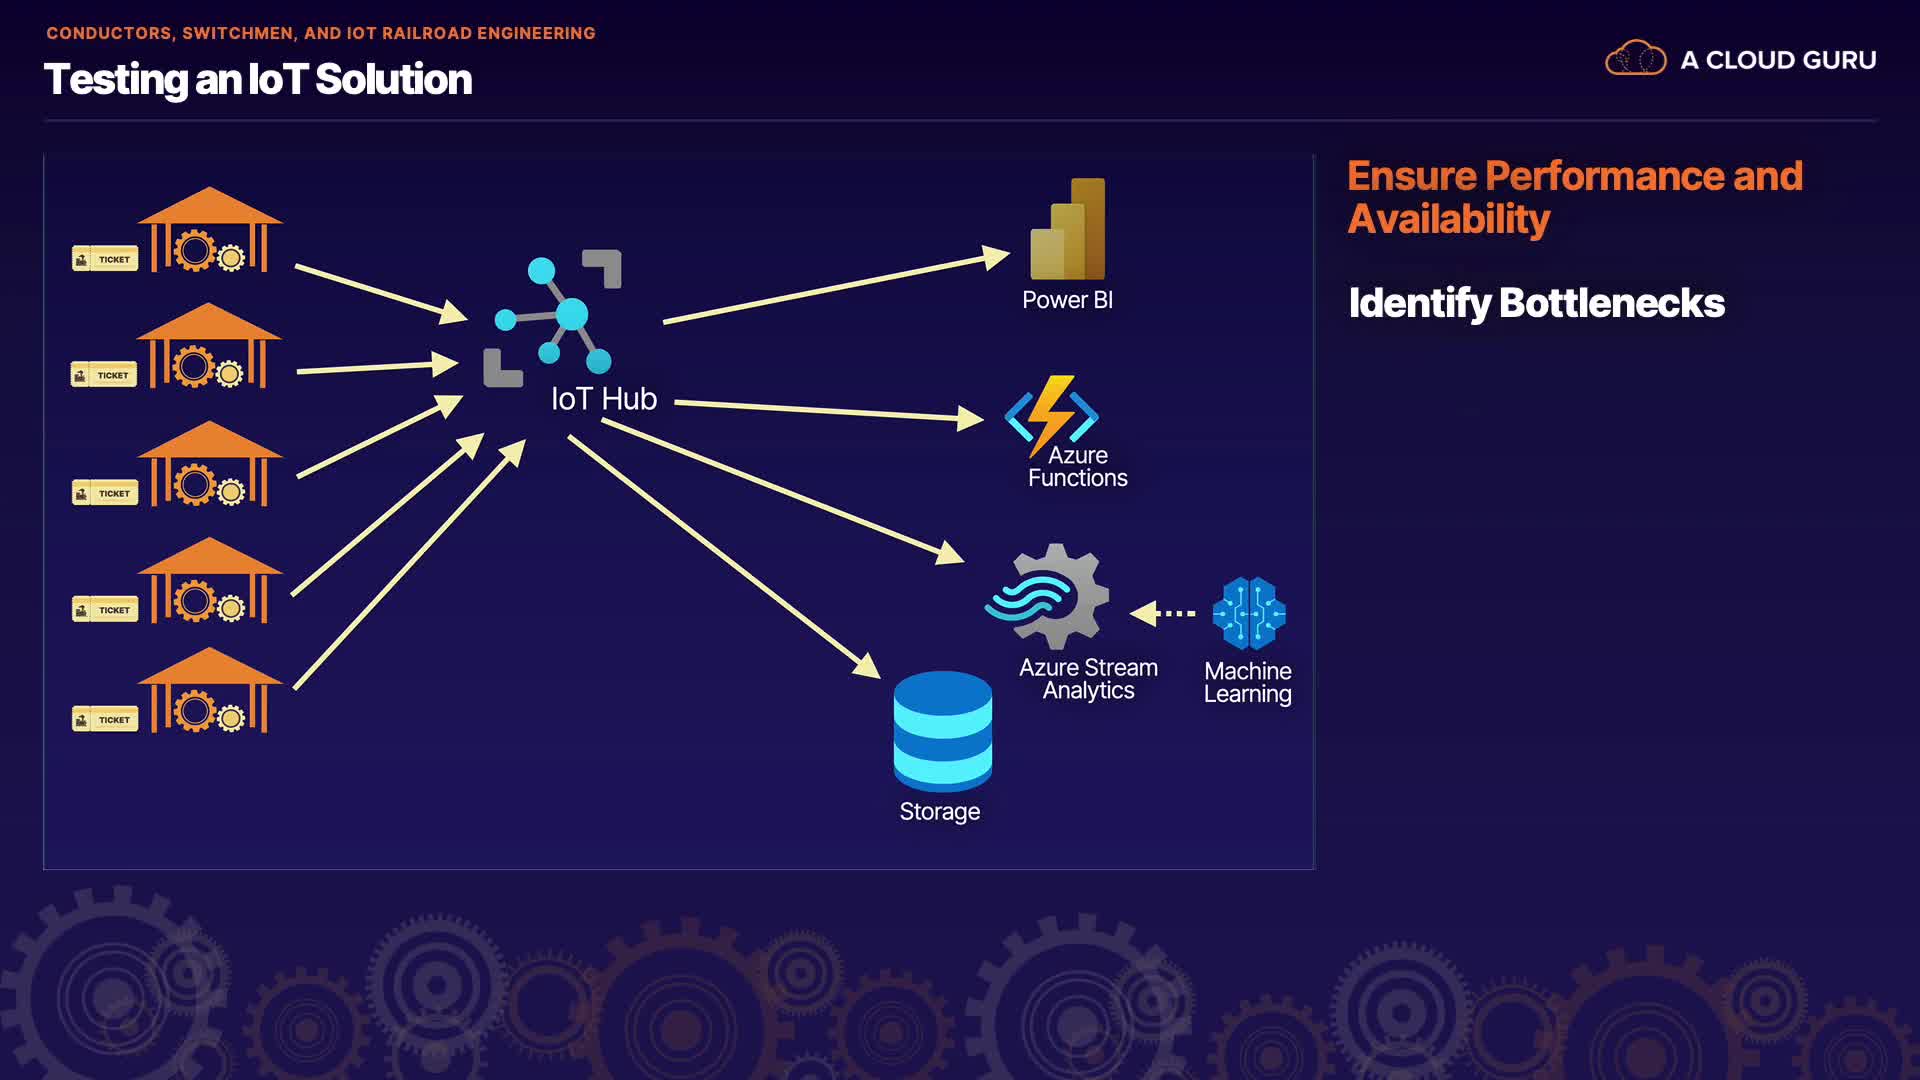 CONDUCTORS, SWITCHMEN, AND IOT RAILROAD ENGINEERING
Testing an IoT Solution
A CLOUD GURU
Ensure Performance and
Availability
Identify Bottlenecks
TICKET
TICKET
TICKET
TICKET
TICKET
IoT Hub
Power BI
Azure
Functions
Azure Stream
Analytics
Machine
Learning
Storage